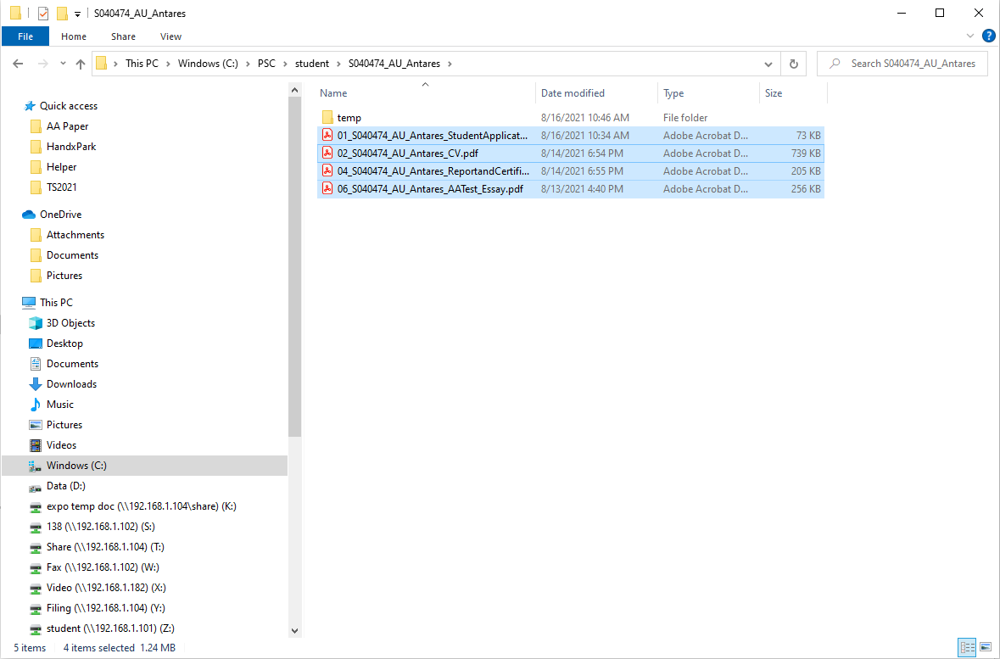 S040474_AU_Antares
File Home Share View
This PC Windows (C:) PSC student S040474_AU_Antares
Search S040474_AU_Antares
Quick access
AA Paper
HandxPark
Helper
TS2021
OneDrive
Attachments
Documents
Pictures
This PC
3D Objects
Desktop
Documents
Downloads
Music
Pictures
Videos
Windows (C:)
Data (D:)
expo temp doc (\\192.168.1.104\share) (K:)
138 (\\192.168.1.102) (S:)
Share (\\192.168.1.104) (T:)
Fax (\\192.168.1.102) (W:)
Video (\\192.168.1.182) (X:)
Filing (\\192.168.1.104) (Y:)
student (\\192.168.1.101) (Z:)
Name Date modified Type Size
temp 8/16/2021 10:46 AM File folder
01_S040474_AU_Antares_StudentApplicat... 8/16/2021 10:34 AM Adobe Acrobat D... 73 KB
02_S040474_AU_Antares_CV.pdf 8/14/2021 6:54 PM Adobe Acrobat D... 739 KB
04_S040474_AU_Antares_ReportandCertifi... 8/14/2021 6:55 PM Adobe Acrobat D... 205 KB
06_S040474_AU_Antares_AATest_Essay.pdf 8/13/2021 4:40 PM Adobe Acrobat D... 256 KB
5 items 4 items selected 1.24 MB